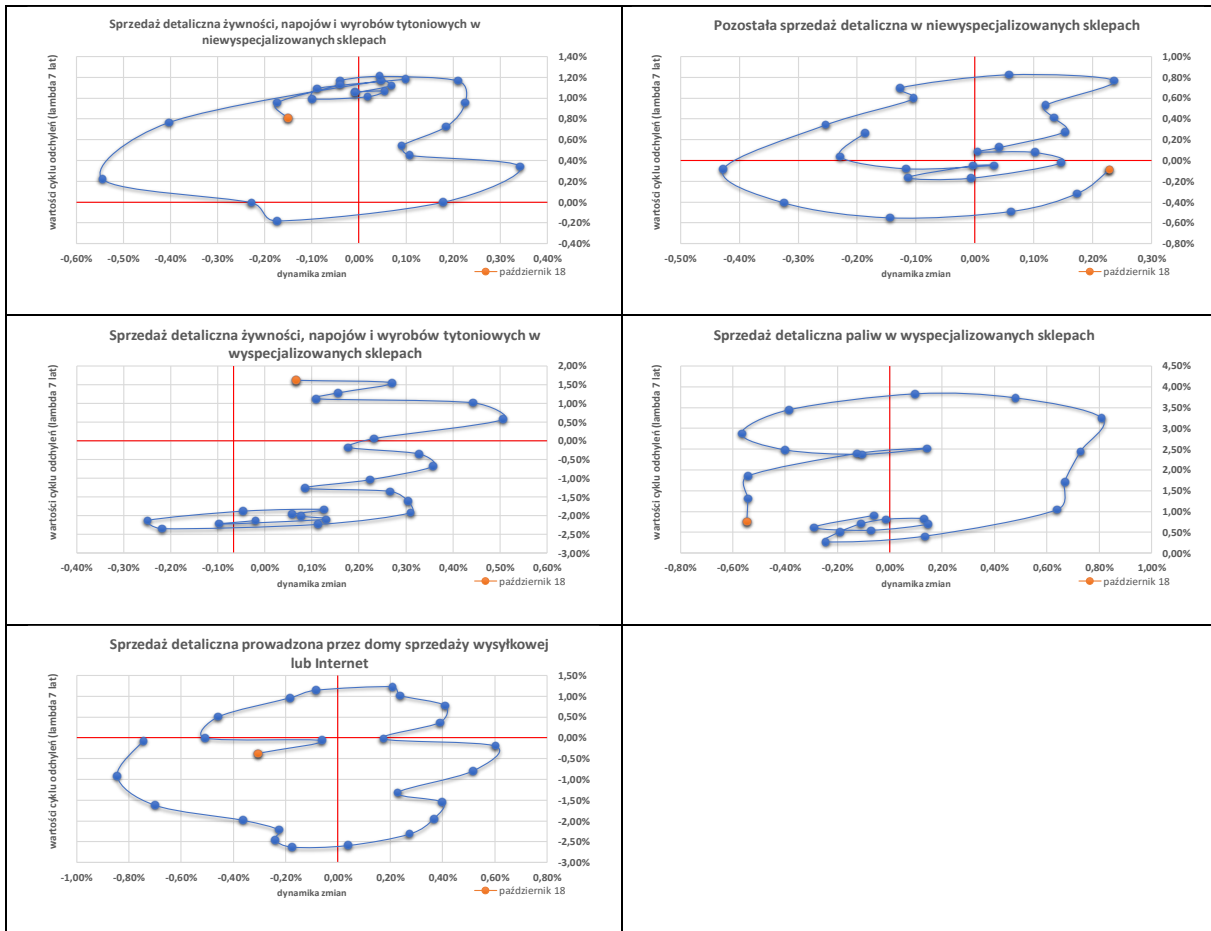 Sprzedaż detaliczna żywności, napojów i wyrobów tytoniowych w
niewyspecjalizowanych sklepach
wartości cyklu odchyleń (lambda 7 lat)
1,40%
1,20%
1,00%
0,80%
0,60%
0,40%
0,20%
0,00%
-0,20%
-0,40%
-0,60% -0,50% -0,40% -0,30% -0,20% -0,10% 0,00% 0,10% 0,20% 0,30% 0,40%
dynamika zmian
październik 18
Pozostała sprzedaż detaliczna w niewyspecjalizowanych sklepach
wartości cyklu odchyleń (lambda 7 lat)
1,00%
0,80%
0,60%
0,40%
0,20%
0,00%
-0,20%
-0,40%
-0,60%
-0,80%
-0,50% -0,40% -0,30% -0,20% -0,10% 0,00% 0,10% 0,20% 0,30%
dynamika zmian
październik 18
Sprzedaż detaliczna żywności, napojów i wyrobów tytoniowych w
wyspecjalizowanych sklepach
wartości cyklu odchyleń (lambda 7 lat)
2,00%
1,50%
1,00%
0,50%
0,00%
-0,50%
-1,00%
-1,50%
-2,00%
-2,50%
-3,00%
-0,40% -0,30% -0,20% -0,10% 0,00% 0,10% 0,20% 0,30% 0,40% 0,50% 0,60%
dynamika zmian
październik 18
Sprzedaż detaliczna paliw w wyspecjalizowanych sklepach
wartości cyklu oddhyleń (lambda 7 lat)
4,50%
4,00%
3,50%
3,00%
2,50%
2,00%
1,50%
1,00%
0,50%
0,00%
-0,80% -0,60% -0,40% -0,20% 0,00% 0,20% 0,40% 0,60% 0,80% 1,00%
dynamika zmian
październik 18
Sprzedaż detaliczna prowadzona przez domy sprzedaży wysyłkowej
lub Internet
wartości cyklu oddhyleń (lambda 7 lat)
1,50%
1,00%
0,50%
0,00%
-0,50%
-1,00%
-1,50%
-2,00%
-2,50%
-3,00%
-1,00% -0,80% -0,60% -0,40% -0,20% 0,00% 0,20% 0,40% 0,60% 0,80%
dynamika zmian
październik 18